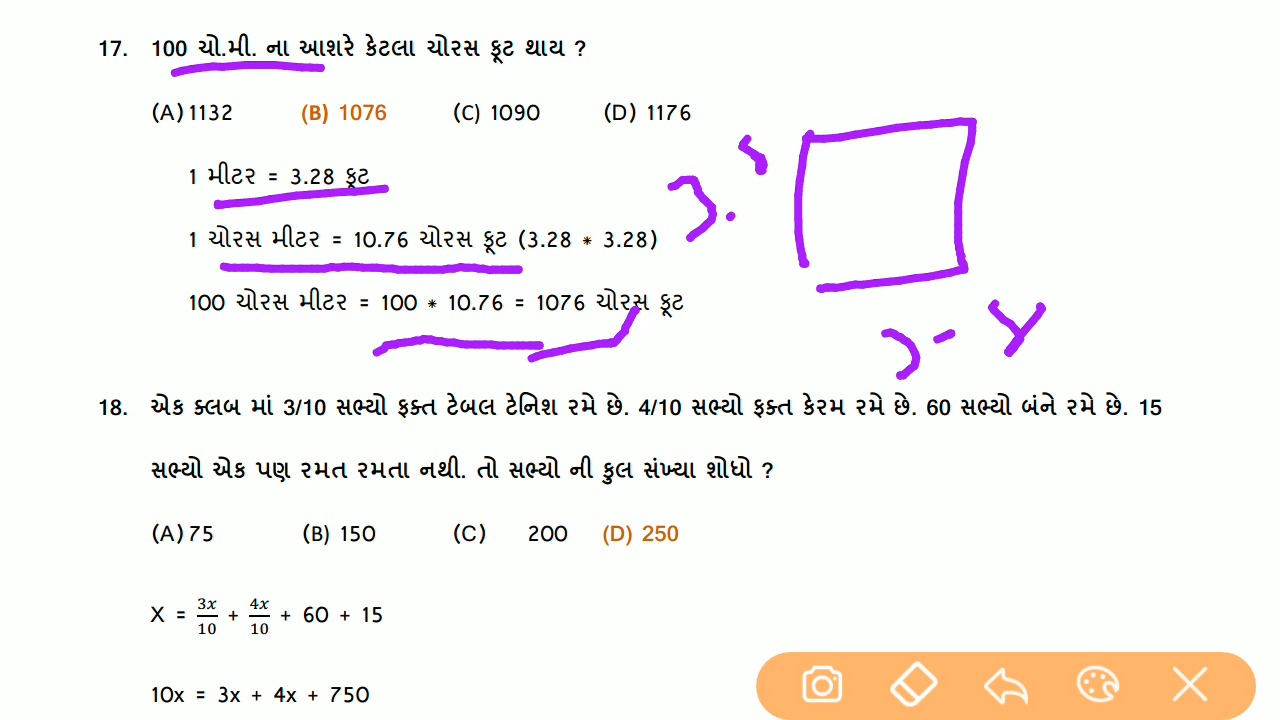 17. 100 ચો.મી. ના આશરે કેટલા ચોરસ ફૂટ થાય ?
(A) 1132 (B) 1076 (C) 1090 (D) 1176
1 મીટર = 3.28 ફૂટ
1 ચોરસ મીટર = 10.76 ચોરસ ફૂટ (3.28 * 3.28)
100 ચોરસ મીટર = 100 * 10.76 = 1076 ચોરસ ફૂટ
18. એક ક્લબ માં 3/10 સભ્યો ફક્ત ટેબલ ટેનિશ રમે છે. 4/10 સભ્યો ફક્ત કેરમ રમે છે. 60 સભ્યો બંને રમે છે. 15
સભ્યો એક પણ રમત રમતા નથી. તો સભ્યો ની કુલ સંખ્યા શોધો ?
(A) 75 (B) 150 (C) 200 (D) 250
X = 3x/10 + 4x/10 + 60 + 15
10x = 3x + 4x + 750